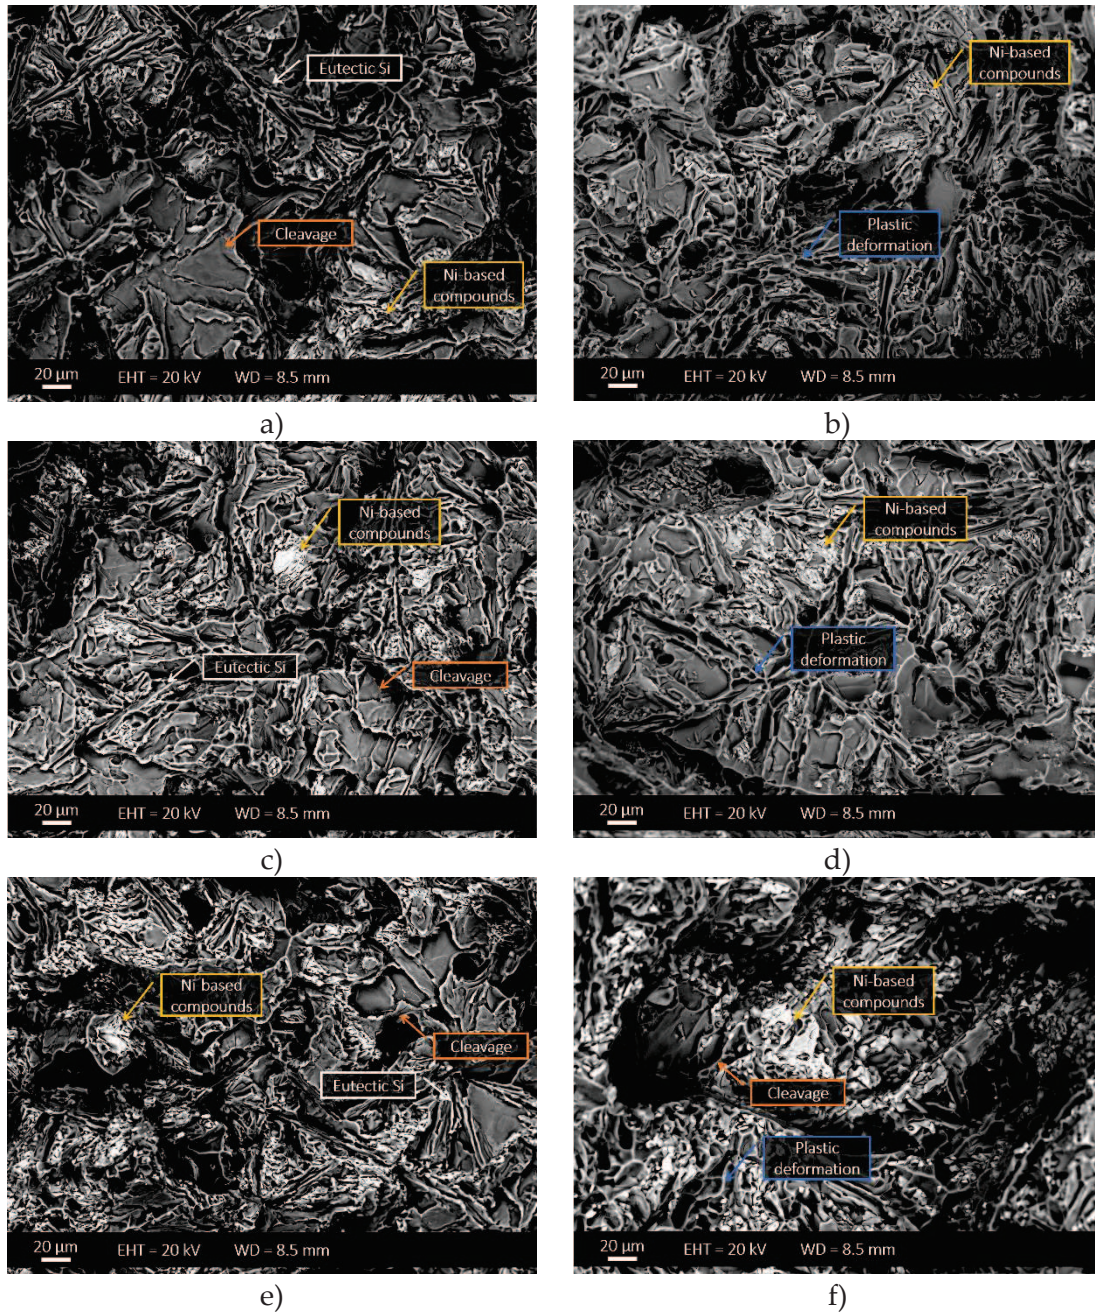 Eutectic Si
Cleavage
Ni-based
compounds
20 µm EHT = 20 kV WD = 8.5 mm
a)
Ni-based
compounds
Plastic
deformation
20 µm EHT = 20 kV WD = 8.5 mm
b)
Ni-based
compounds
Eutectic Si
Cleavage
20 µm EHT = 20 kV WD = 8.5 mm
c)
Ni-based
compounds
Plastic
deformation
20 µm EHT = 20 kV WD = 8.5 mm
d)
Ni based
compounds
Cleavage
Eutectic Si
20 µm EHT = 20 kV WD = 8.5 mm
e)
Ni-based
compounds
Cleavage
Plastic
deformation
20 µm EHT = 20 kV WD = 8.5 mm
f)